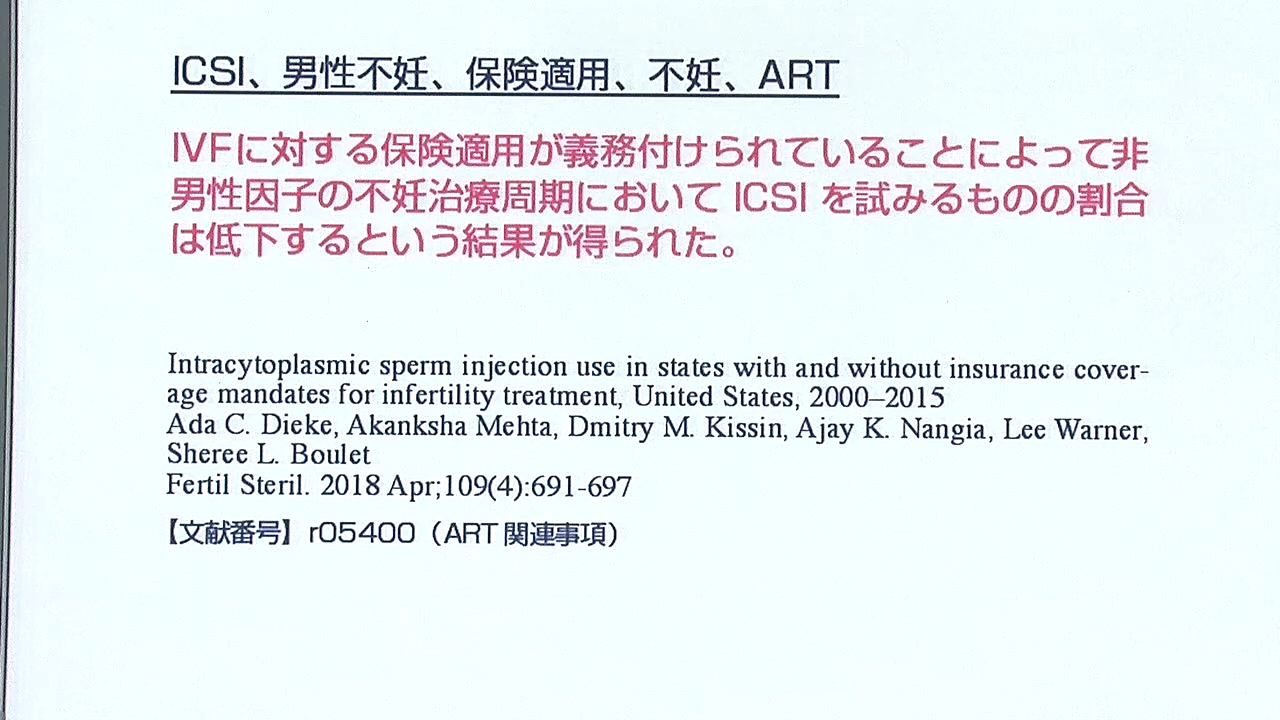 ICSI、男性不妊、保険適用、不妊、ART
IVFに対する保険適用が義務付けられていることによって非
男性因子の不妊治療周期において ICSI を試みるものの割合
は低下するという結果が得られた。
Intracytoplasmic sperm injection use in states with and without insurance cover-
age mandates for infertility treatment, United States, 2000–2015
Ada C. Dieke, Akanksha Mehta, Dmitry M. Kissin, Ajay K. Nangia, Lee Warner,
Sheree L. Boulet
Fertil Steril. 2018 Apr;109(4):691-697
【文献番号】r05400（ART 関連事項）